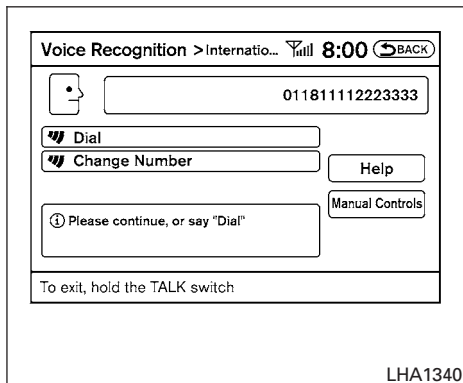 Voice Recognition > Internatio... 8:00 BACK
011811112223333
Dial
Change Number
Help
Manual Controls
Please continue, or say "Dial"
To exit, hold the TALK switch
LHA1340